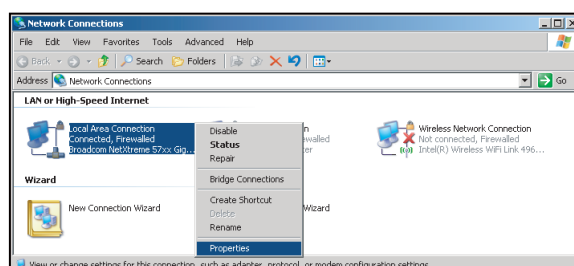 Network Connections
File Edit View Favorites Tools Advanced Help
Back Search Folders
Address Network Connections Go
LAN or High-Speed Internet
Local Area Connection
Connected, Firewalled
Broadcom NetXtreme 57xx Gig...
Disable
Status
Repair
Bridge Connections
Create Shortcut
Delete
Rename
Properties
Wireless Network Connection
Not connected, Firewalled
Intel(R) Wireless WiFi Link 496...
Wizard
New Connection Wizard
Wizard
View or change settings for this connection, such as adapter, protocol, or modem configuration settings.